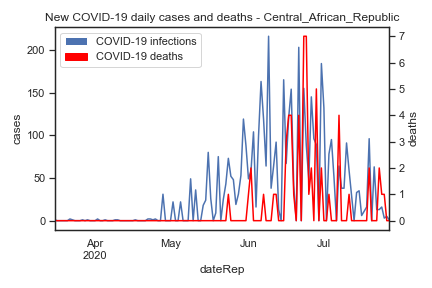 New COVID-19 daily cases and deaths - Central_African_Republic
COVID-19 infections
COVID-19 deaths
200
150
100
50
0
cases
7
6
5
4
3
2
1
0
deaths
Apr
2020
May
Jun
Jul
dateRep